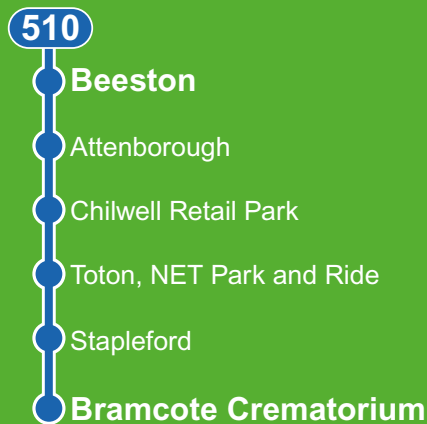 510
Beeston
Attenborough
Chilwell Retail Park
Toton, NET Park and Ride
Stapleford
Bramcote Crematorium